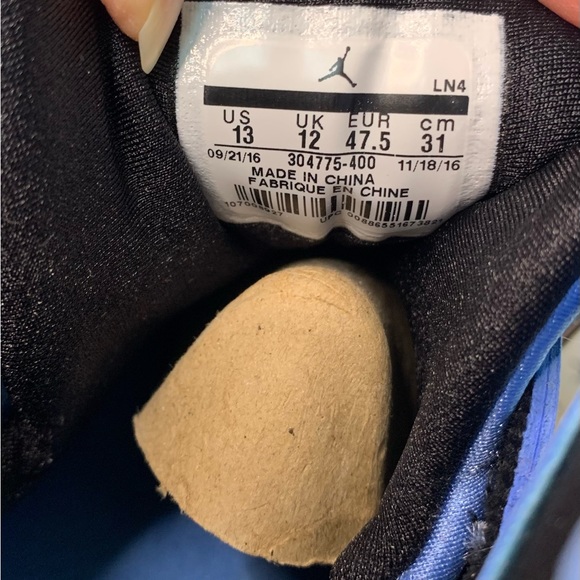 LN4
US UK EUR cm
13 12 47.5 31
09/21/16 304775-400 11/18/16
MADE IN CHINA
FABRIQUE EN CHINE
UPC